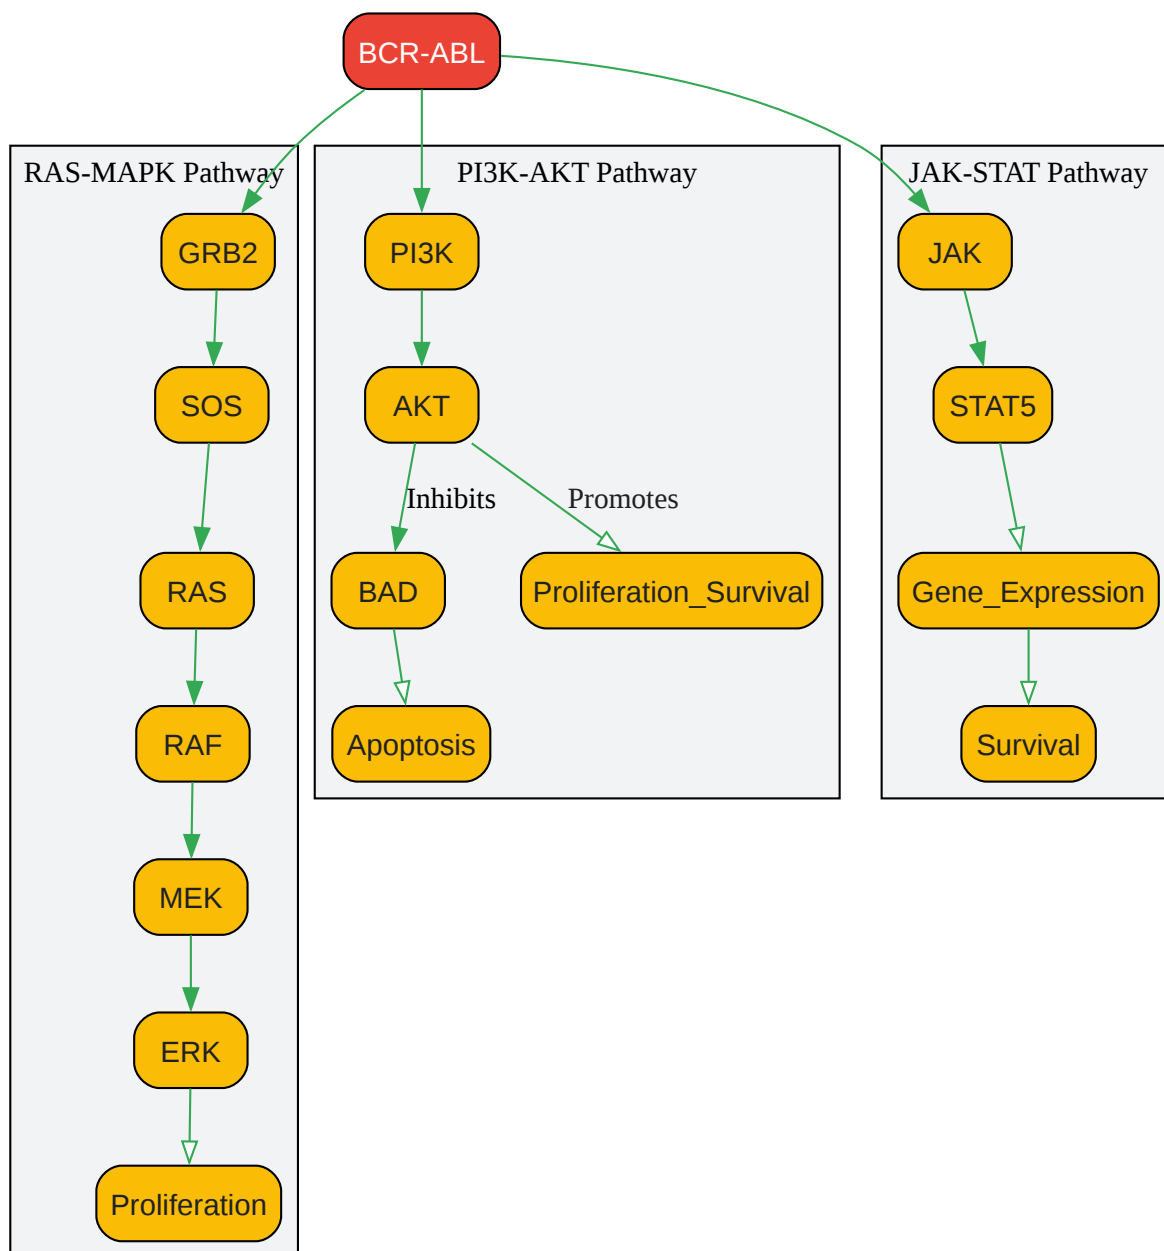 BCR-ABL
RAS-MAPK Pathway
GRB2
SOS
RAS
RAF
MEK
ERK
Proliferation
PI3K-AKT Pathway
PI3K
AKT
Inhibits
Promotes
BAD
Proliferation_Survival
Apoptosis
JAK-STAT Pathway
JAK
STAT5
Gene_Expression
Survival